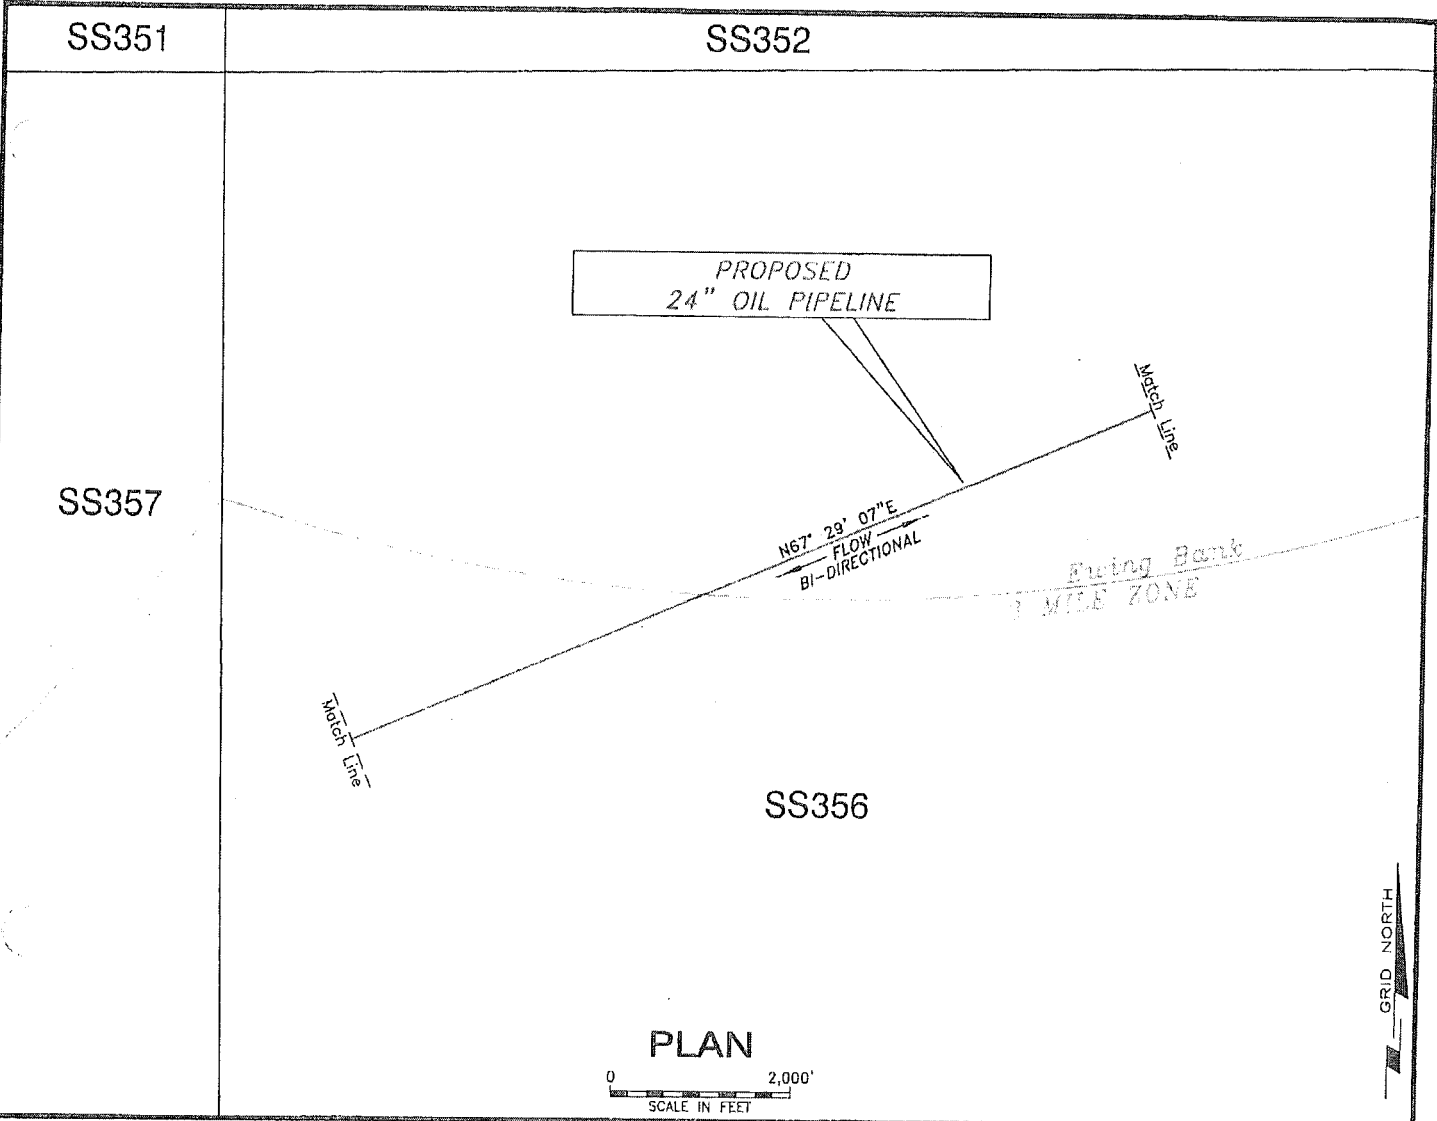 SS351
SS352
PROPOSED
24" OIL PIPELINE
Match Line
SS357
N67° 29' 07"E
FLOW
BI-DIRECTIONAL
Ewing Bank
3 MILE ZONE
Match Line
SS356
GRID NORTH
PLAN
0 2,000'
SCALE IN FEET